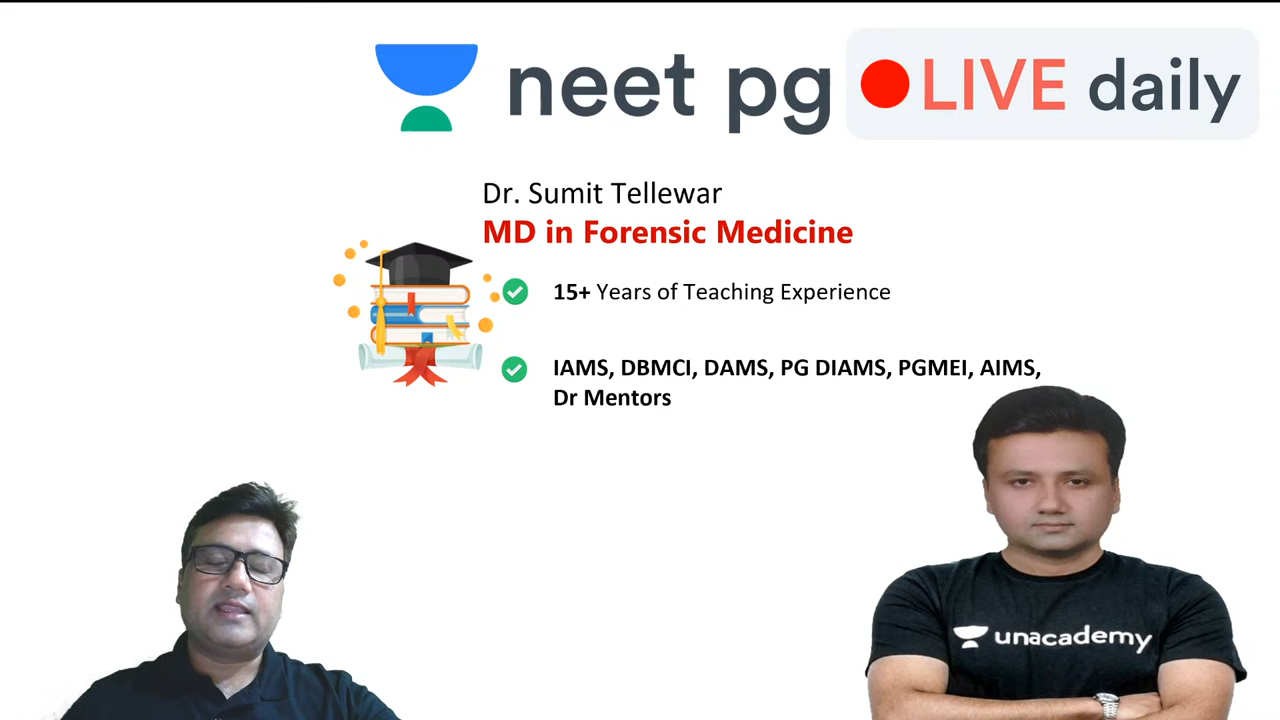 neet pg LIVE daily
Dr. Sumit Tellewar
MD in Forensic Medicine
15+ Years of Teaching Experience
IAMS, DBMCI, DAMS, PG DIAMS, PGMEI, AIMS,
Dr Mentors
unacademy